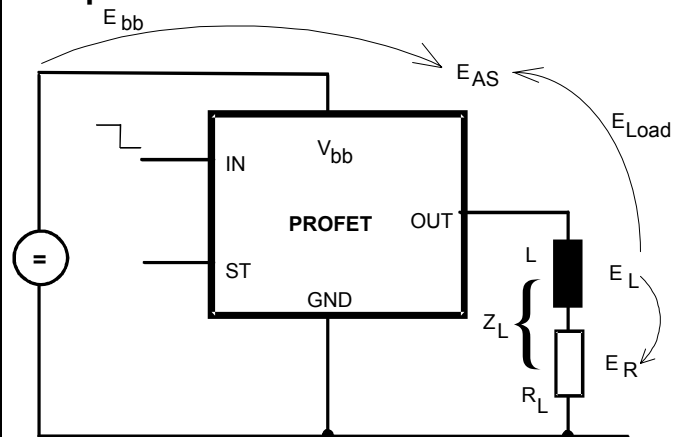 E bb
E AS
E Load
V bb
IN
PROFET
OUT
ST
GND
=
L
Z L {
E L
E R
R L